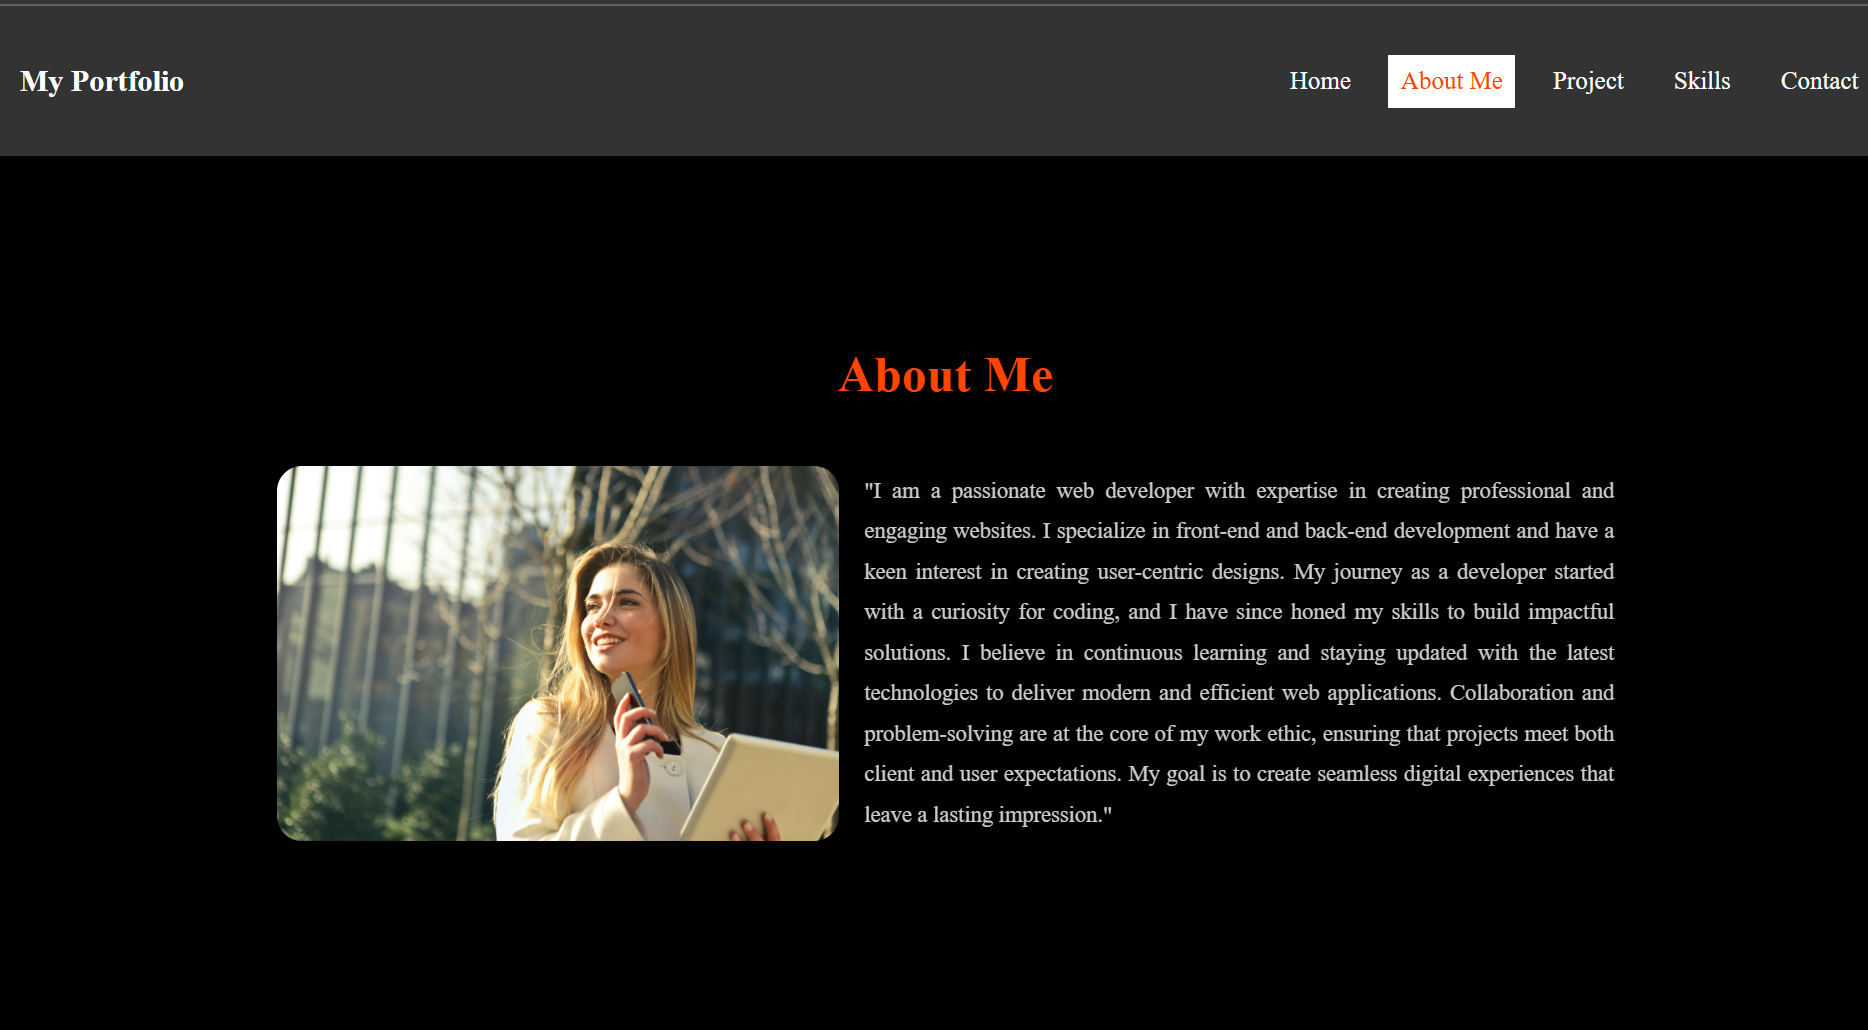 My Portfolio
Home About Me Project Skills Contact
About Me
"I am a passionate web developer with expertise in creating professional and
engaging websites. I specialize in front-end and back-end development and have a
keen interest in creating user-centric designs. My journey as a developer started
with a curiosity for coding, and I have since honed my skills to build impactful
solutions. I believe in continuous learning and staying updated with the latest
technologies to deliver modern and efficient web applications. Collaboration and
problem-solving are at the core of my work ethic, ensuring that projects meet both
client and user expectations. My goal is to create seamless digital experiences that
leave a lasting impression."